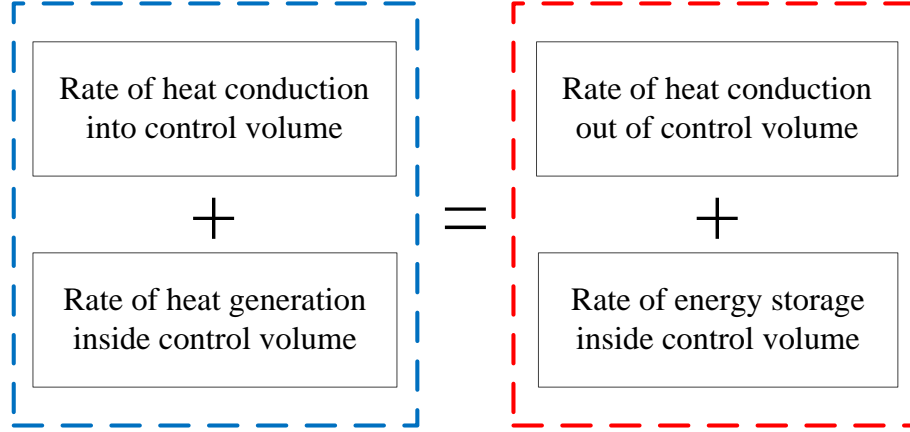 Rate of heat conduction
into control volume
+
Rate of heat generation
inside control volume
=
Rate of heat conduction
out of control volume
+
Rate of energy storage
inside control volume